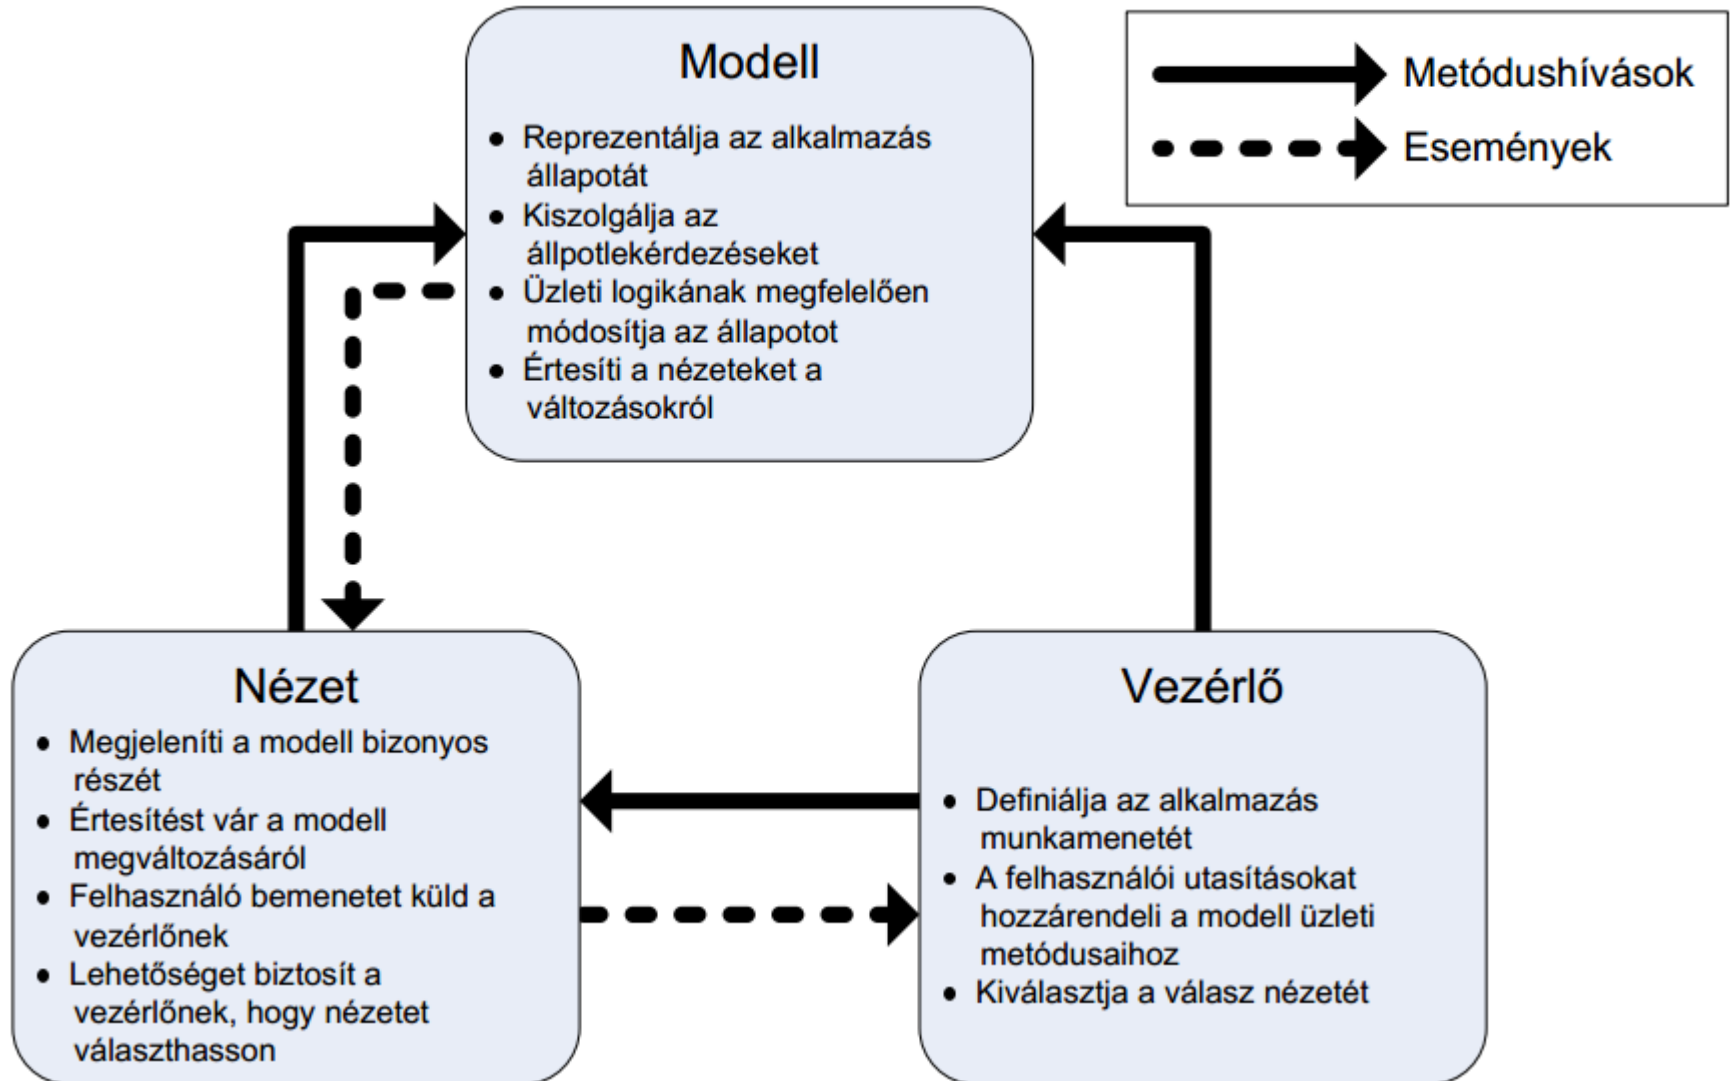 Modell
• Reprezentálja az alkalmazás
állapotát
• Kiszolgálja az
állpotlekérdezéseket
• Üzleti logikának megfelelően
módosítja az állapotot
• Értesíti a nézeteket a
változásokról
Metódushívások
Események
Nézet
• Megjeleníti a modell bizonyos
részét
• Értesítést vár a modell
megváltozásáról
• Felhasználó bemenetet küld a
vezérlőnek
• Lehetőséget biztosít a
vezérlőnek, hogy nézetet
választhasson
Vezérlő
• Definiálja az alkalmazás
munkamenetét
• A felhasználói utasításokat
hozzárendeli a modell üzleti
metódusaihoz
• Kiválasztja a válasz nézetét